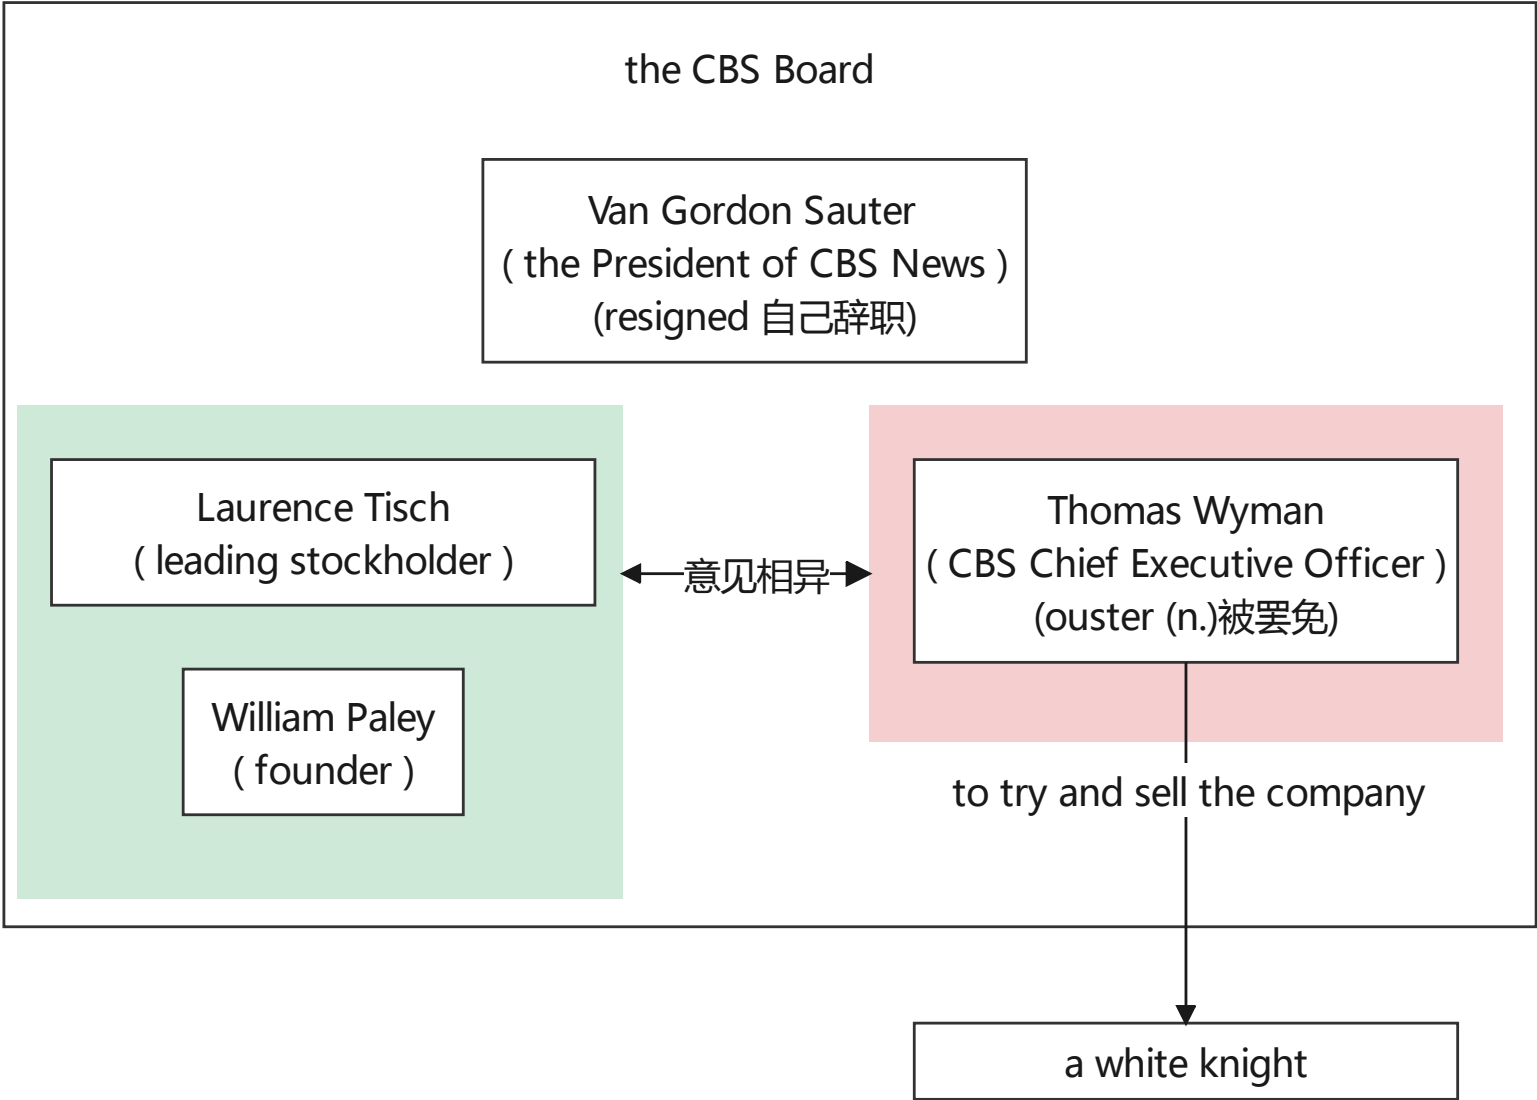 the CBS Board
Van Gordon Sauter
( the President of CBS News )
(resigned 自己辞职)
Laurence Tisch
( leading stockholder )
William Paley
( founder )
意见相异
Thomas Wyman
( CBS Chief Executive Officer )
(ouster (n.)被罢免)
to try and sell the company
a white knight